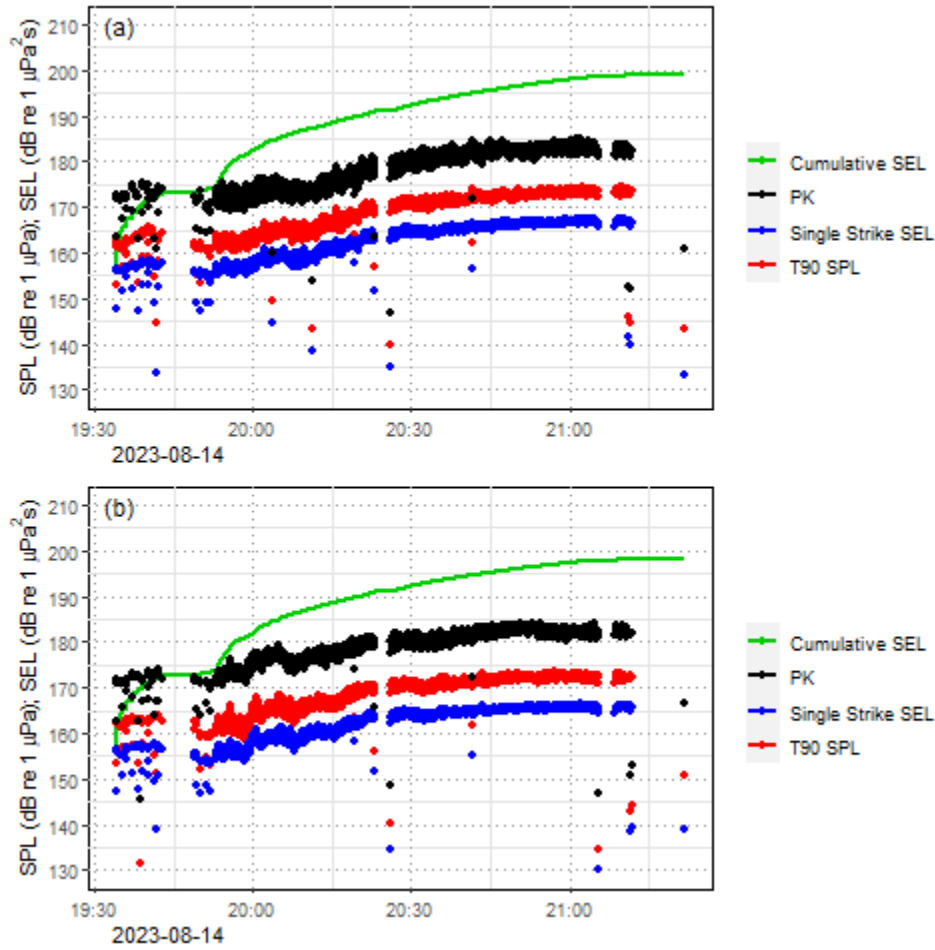 (a)
SPL (dB re 1 µPa); SEL (dB re 1 µPa²s)
210
200
190
180
170
160
150
140
130
19:30 20:00 20:30 21:00
2023-08-14
Cumulative SEL
PK
Single Strike SEL
T90 SPL
(b)
SPL (dB re 1 µPa); SEL (dB re 1 µPa²s)
210
200
190
180
170
160
150
140
130
19:30 20:00 20:30 21:00
2023-08-14
Cumulative SEL
PK
Single Strike SEL
T90 SPL